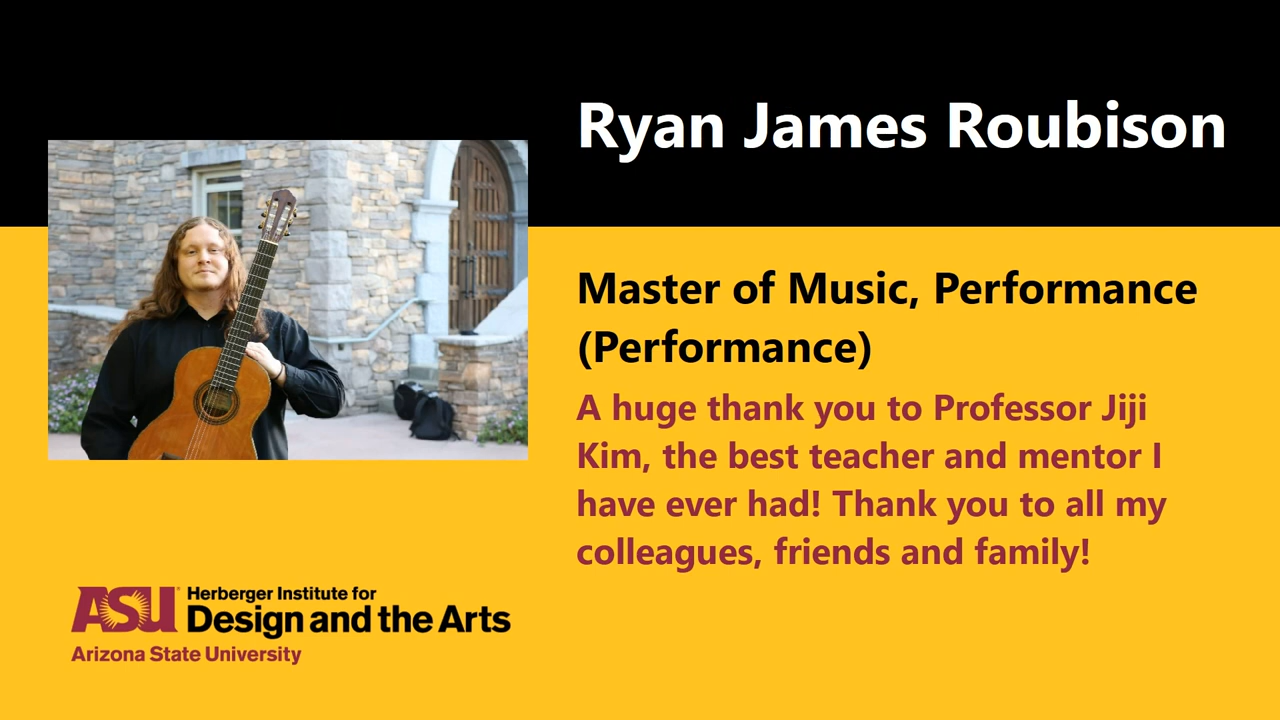 Ryan James Roubison
Master of Music, Performance
(Performance)
A huge thank you to Professor Jiji
Kim, the best teacher and mentor I
have ever had! Thank you to all my
colleagues, friends and family!
ASU Herberger Institute for
Design and the Arts
Arizona State University